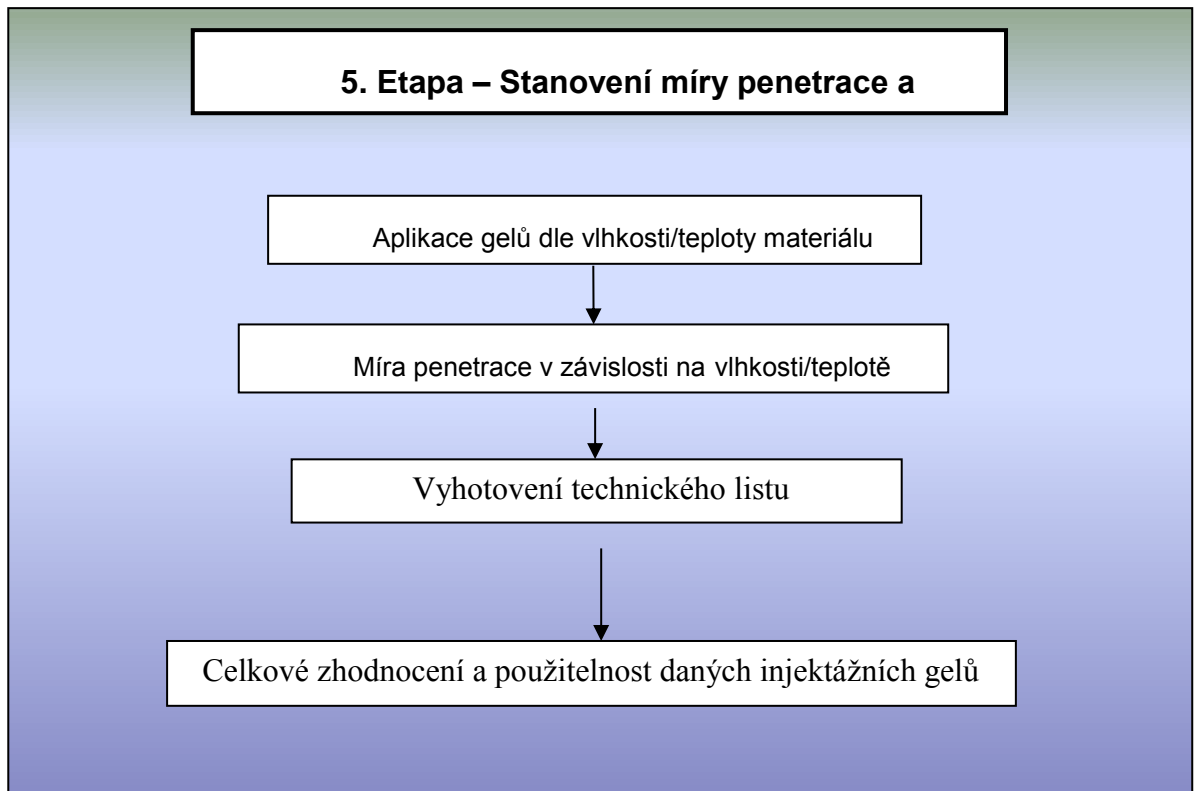 5. Etapa – Stanovení míry penetrace a
Aplikace gelů dle vlhkosti/teploty materiálu
Míra penetrace v závislosti na vlhkosti/teplotě
Vyhotovení technického listu
Celkové zhodnocení a použitelnost daných injektážních gelů